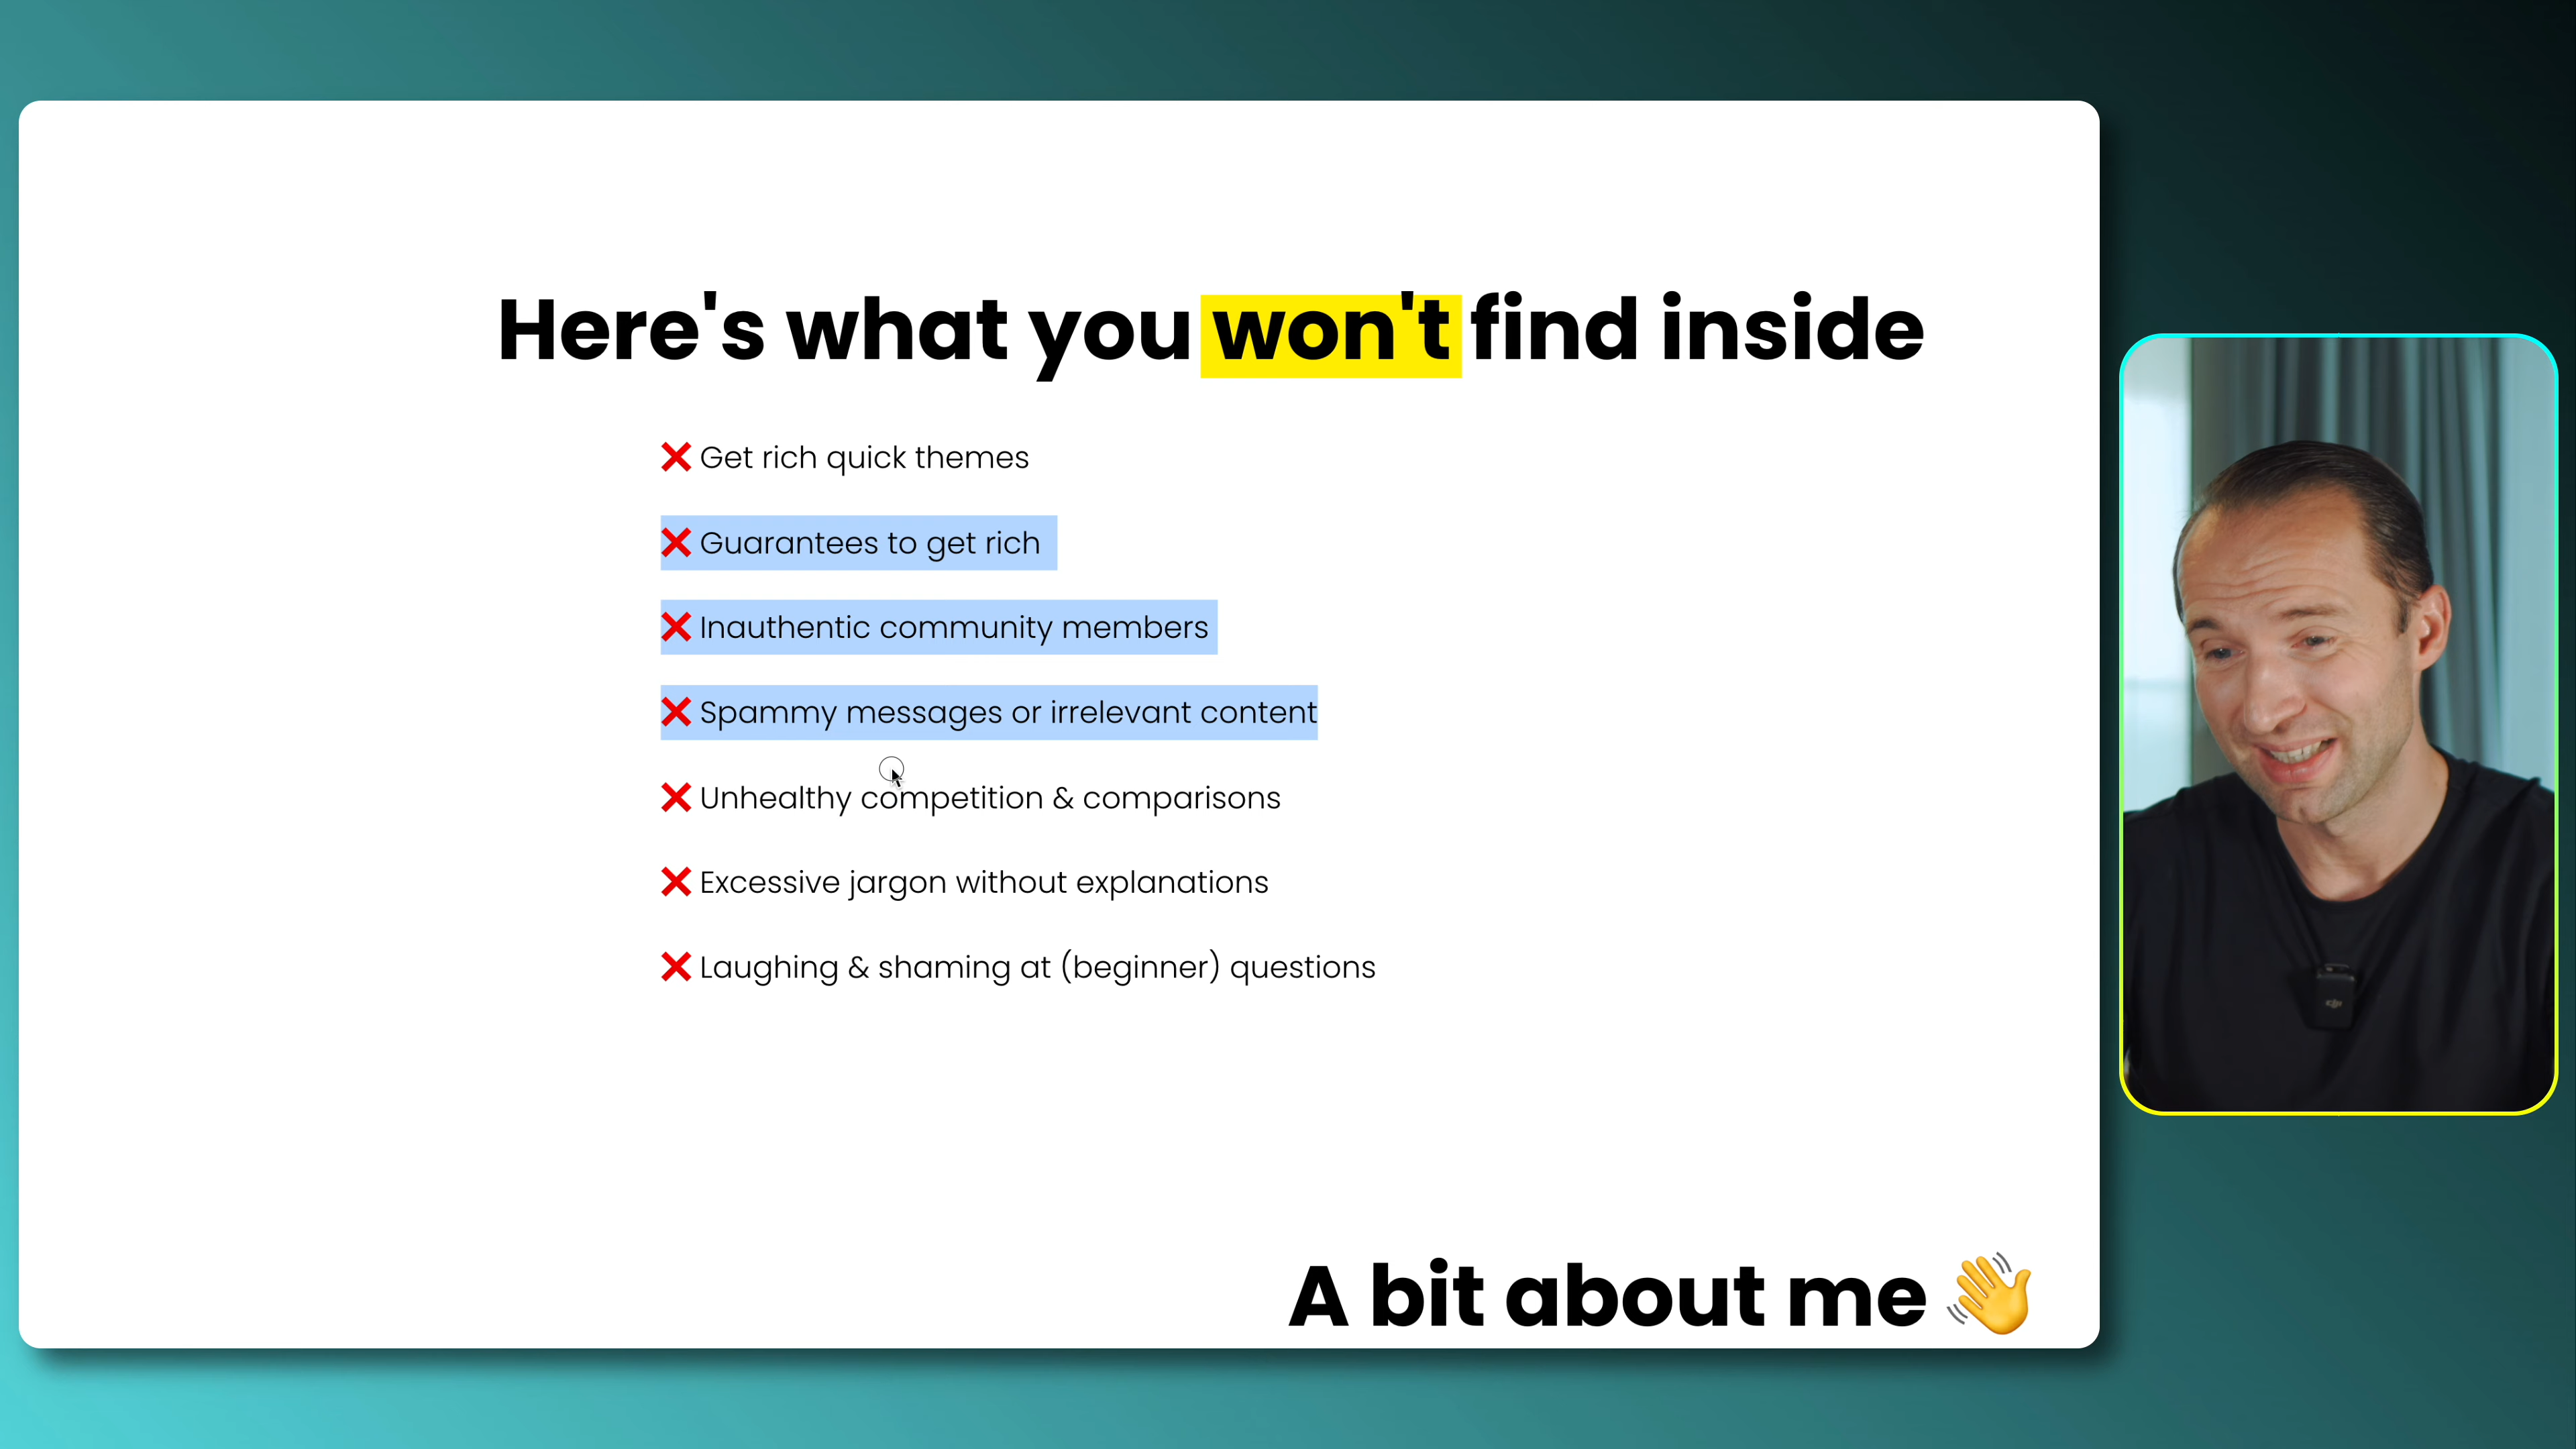 Here's what you won't find inside
❌ Get rich quick themes
❌ Guarantees to get rich
❌ Inauthentic community members
❌ Spammy messages or irrelevant content
❌ Unhealthy competition & comparisons
❌ Excessive jargon without explanations
❌ Laughing & shaming at (beginner) questions
A bit about me 👋